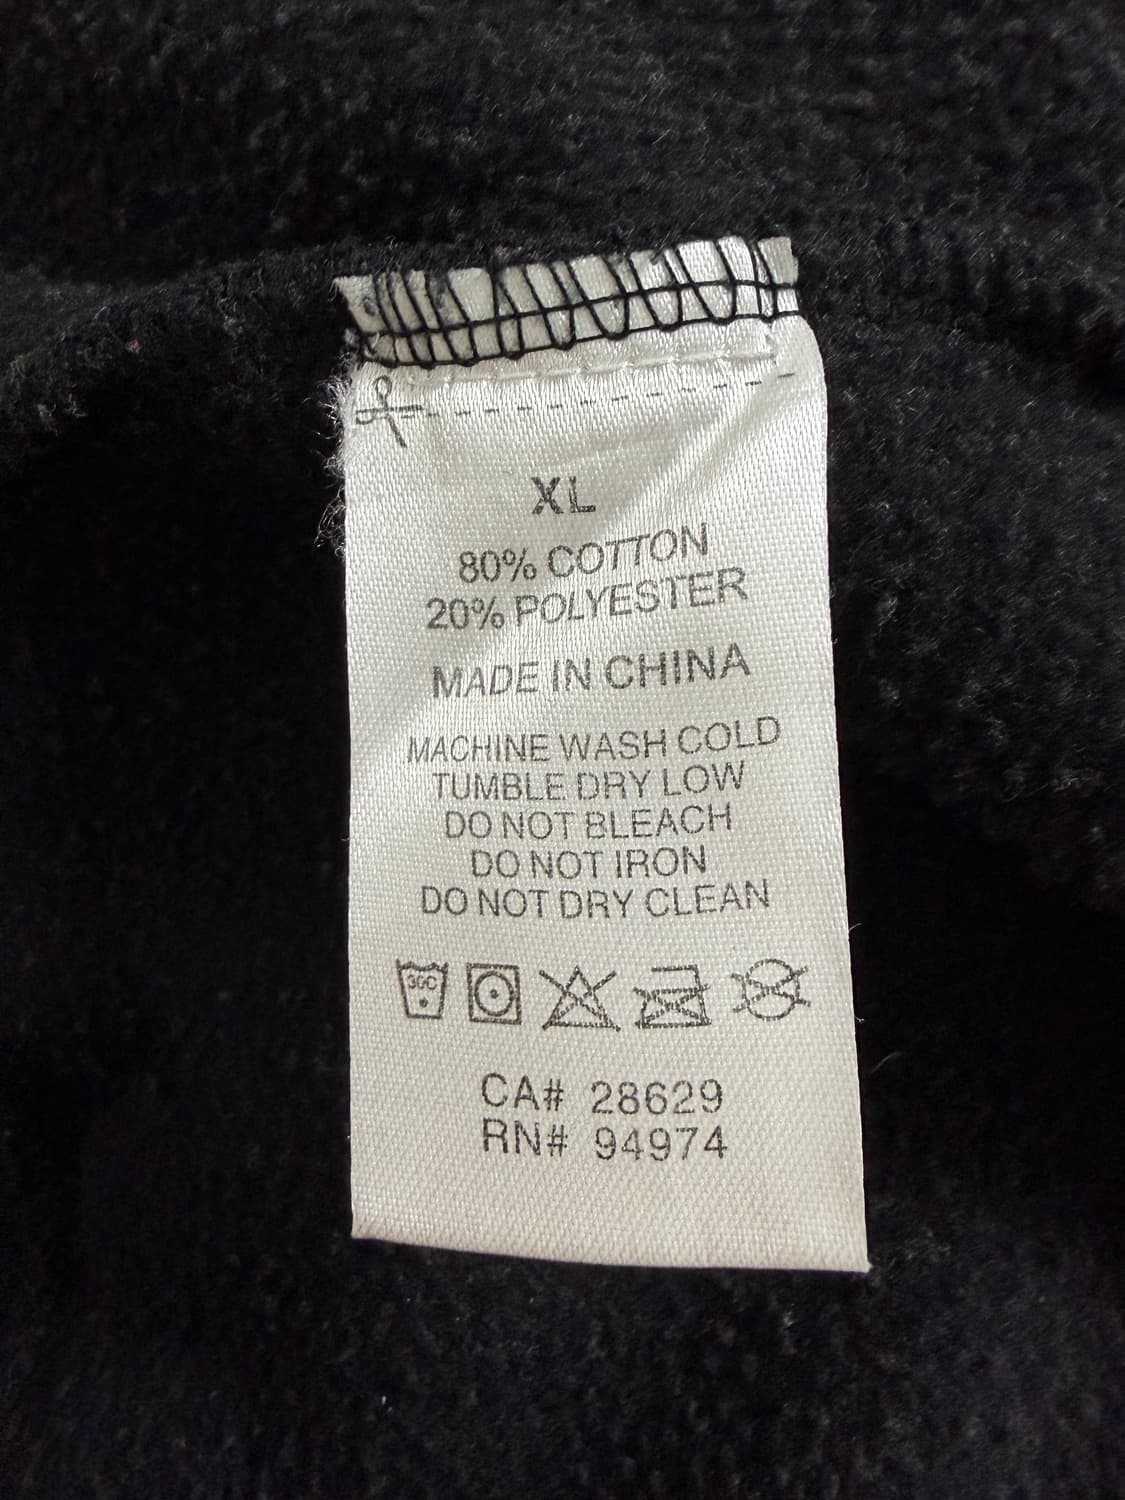 XL
80% COTTON
20% POLYESTER
MADE IN CHINA
MACHINE WASH COLD
TUMBLE DRY LOW
DO NOT BLEACH
DO NOT IRON
DO NOT DRY CLEAN
30C
CA# 28629
RN# 94974